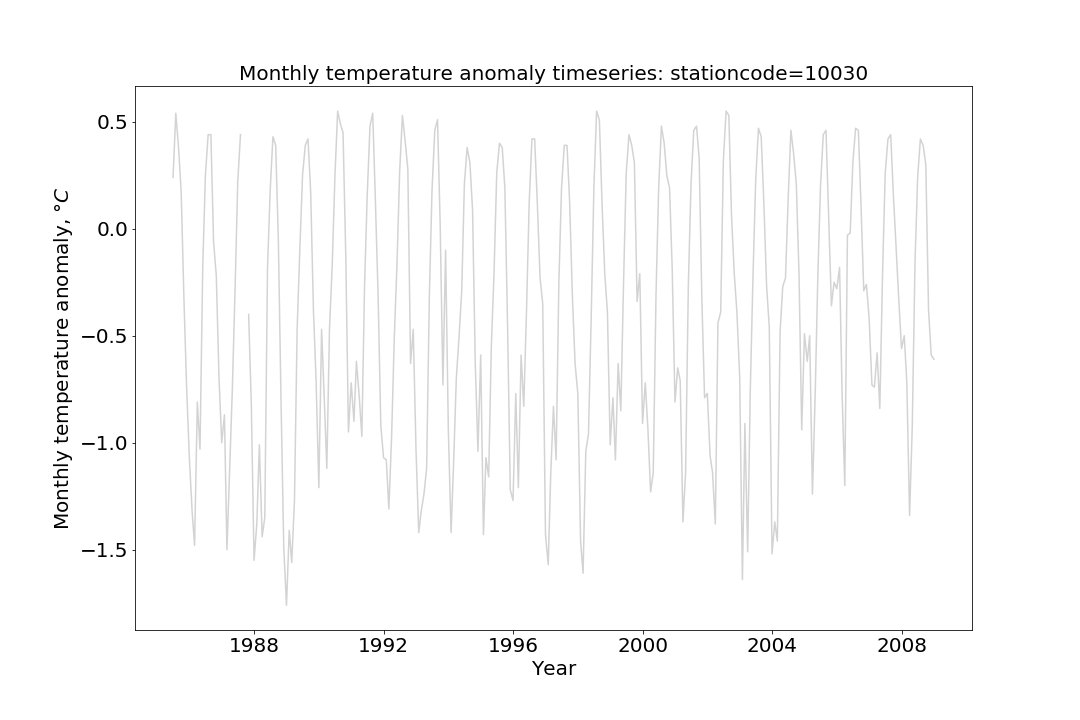 Monthly temperature anomaly timeseries: stationcode=10030
Monthly temperature anomaly, °C
0.5
0.0
−0.5
−1.0
−1.5
1988 1992 1996 2000 2004 2008
Year